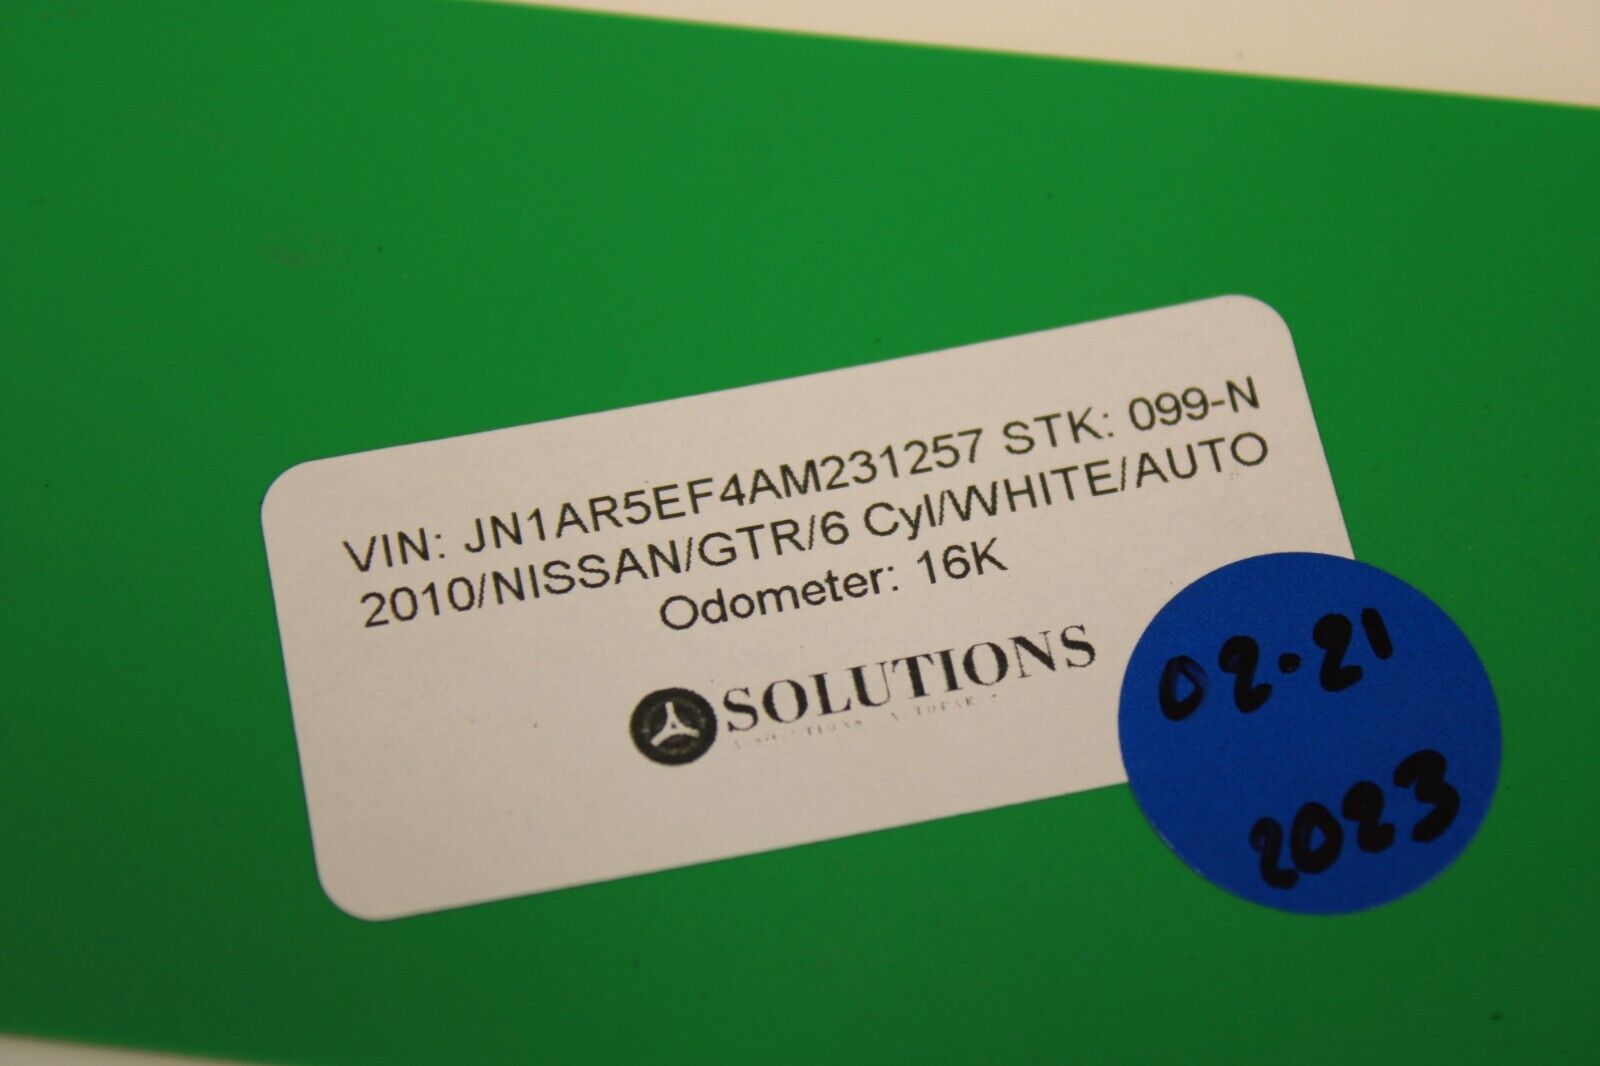 VIN: JN1AR5EF4AM231257 STK: 099-N
2010/NISSAN/GTR/6 Cyl/WHITE/AUTO
Odometer: 16K
SOLUTIONS
02-21
2023